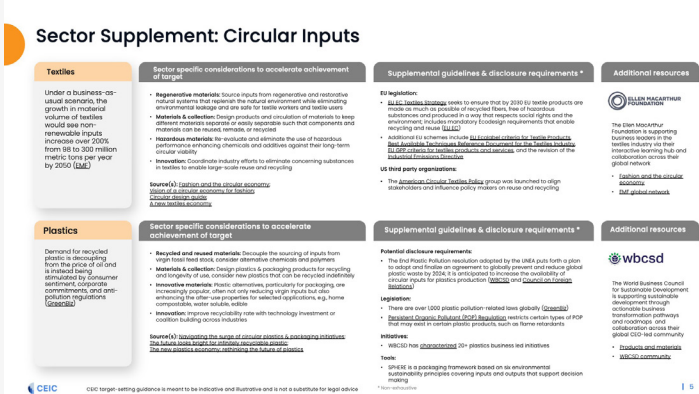 Sector Supplement: Circular Inputs
Textiles
Under a business-as-
usual scenario, the
growth in material
volume of textiles
would see non-
renewable inputs
increase over 200%
from 98 to 300 million
metric tons per year
by 2050 (EMF)
Sector specific considerations to accelerate achievement
of target
• Regenerative materials: Source inputs from regenerative and restorative
natural systems that replenish the natural environment while eliminating
environmental leakage and are safe for textile workers and textile users
• Materials & collection: Design products and circulation of materials to keep
different materials separate or easily separable such that components and
materials can be reused, remade, or recycled
• Hazardous materials: Re-evaluate and eliminate the use of hazardous
performance enhancing chemicals and additives against their long-term
circular viability
• Innovation: Coordinate industry efforts to eliminate concerning substances
in textiles to enable large-scale reuse and recycling
Source(s): Fashion and the circular economy;
Vision of a circular economy for fashion;
Circular design guide
A new textiles economy
Supplemental guidelines & disclosure requirements *
EU legislation:
• EU EC Textiles Strategy seeks to ensure that by 2030 EU textile products are
made as much as possible of recycled fibers, free of hazardous
substances and produced in a way that respects social rights and the
environment; includes mandatory Ecodesign requirements that enable
recycling and reuse (EU EC)
• Additional EU schemes include EU Ecolabel criteria for Textile Products,
Best Available Techniques Reference Document for the Textiles Industry,
EU GPP criteria for textiles products and services, and the revision of the
Industrial Emissions Directive
US third party organizations:
• The American Circular Textiles Policy group was launched to align
stakeholders and influence policy makers on reuse and recycling
Additional resources
ELLEN MACARTHUR
FOUNDATION
The Ellen MacArthur
Foundation is supporting
business leaders in the
textiles industry via their
interactive learning hub and
collaboration across their
global network
• Fashion and the circular
economy
• EMF global network
Plastics
Demand for recycled
plastic is decoupling
from the price of oil and
is instead being
stimulated by consumer
sentiment, corporate
commitments, and anti-
pollution regulations
(GreenBiz)
Sector specific considerations to accelerate
achievement of target
• Recycled and reused materials: Decouple the sourcing of inputs from
virgin fossil feed stock, consider alternative chemicals and polymers
• Materials & collection: Design plastics & packaging products for recycling
and longevity of use, consider new plastics that can be recycled indefinitely
• Innovative materials: Plastic alternatives, particularly for packaging, are
increasingly popular, often not only reducing virgin inputs but also
enhancing the after-use properties for selected applications, e.g. home
compostable, water soluble, edible
• Innovation: Improve recyclability rate with technology investment or
coalition building across industries
Source(s): Navigating the surge of circular plastics & packaging initiatives;
The future looks bright for infinitely recyclable plastic;
The new plastics economy: rethinking the future of plastics
Supplemental guidelines & disclosure requirements *
Potential disclosure requirements:
• The End Plastic Pollution resolution adopted by the UNEA puts forth a plan
to adopt and finalize an agreement to globally prevent and reduce global
plastic waste by 2024; it is anticipated to increase the availability of
circular inputs for plastics production (WBCSD) and Council on Foreign
Relations)
Legislation:
• There are over 1,000 plastic pollution-related laws globally (GreenBiz)
• Persistent Organic Pollutant (POP) Regulation restricts certain types of POP
that may exist in certain plastic products, such as flame retardants
Initiatives:
• WBCSD has characterized 20+ plastics business led initiatives
Tools:
• SPHERE is a packaging framework based on six environmental
sustainability principles covering inputs and outputs that support decision
making
Additional resources
wbcsd
The World Business Council
for Sustainable Development
is supporting sustainable
development through
actionable business
transformation pathways
and roadmaps and
collaboration across their
global CEO-led community
• Products and materials
• WBCSD community
CEIC
CEIC target-setting guidance is meant to be indicative and illustrative and is not a substitute for legal advice
* Non-exhaustive
| 5